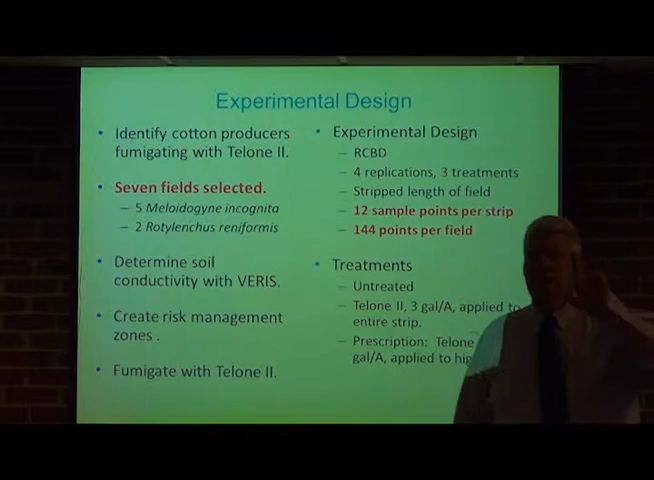 Experimental Design
• Identify cotton producers
fumigating with Telone II.
• Seven fields selected.
– 5 Meloidogyne incognita
– 2 Rotylenchus reniformis
• Determine soil
conductivity with VERIS.
• Create risk management
zones .
• Fumigate with Telone II.
• Experimental Design
– RCBD
– 4 replications, 3 treatments
– Stripped length of field
– 12 sample points per strip
– 144 points per field
• Treatments
– Untreated
– Telone II, 3 gal/A, applied to
entire strip.
– Prescription: Telone
gal/A, applied to